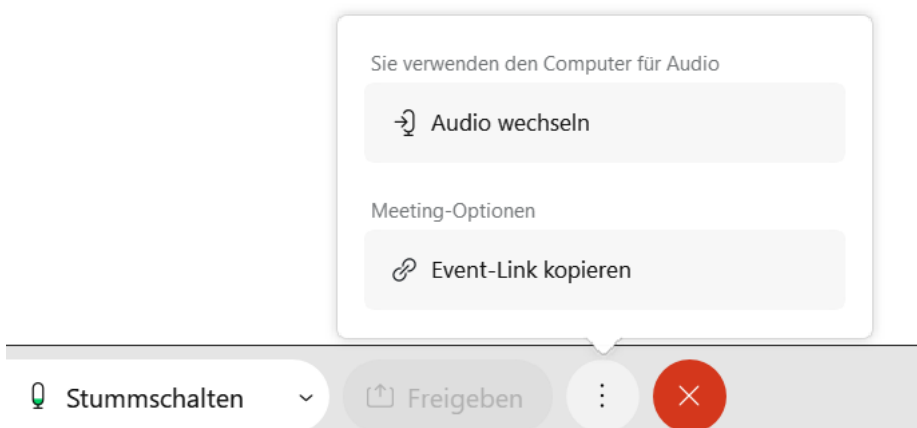 Sie verwenden den Computer für Audio
Audio wechseln
Meeting-Optionen
Event-Link kopieren
Stummschalten
Freigeben